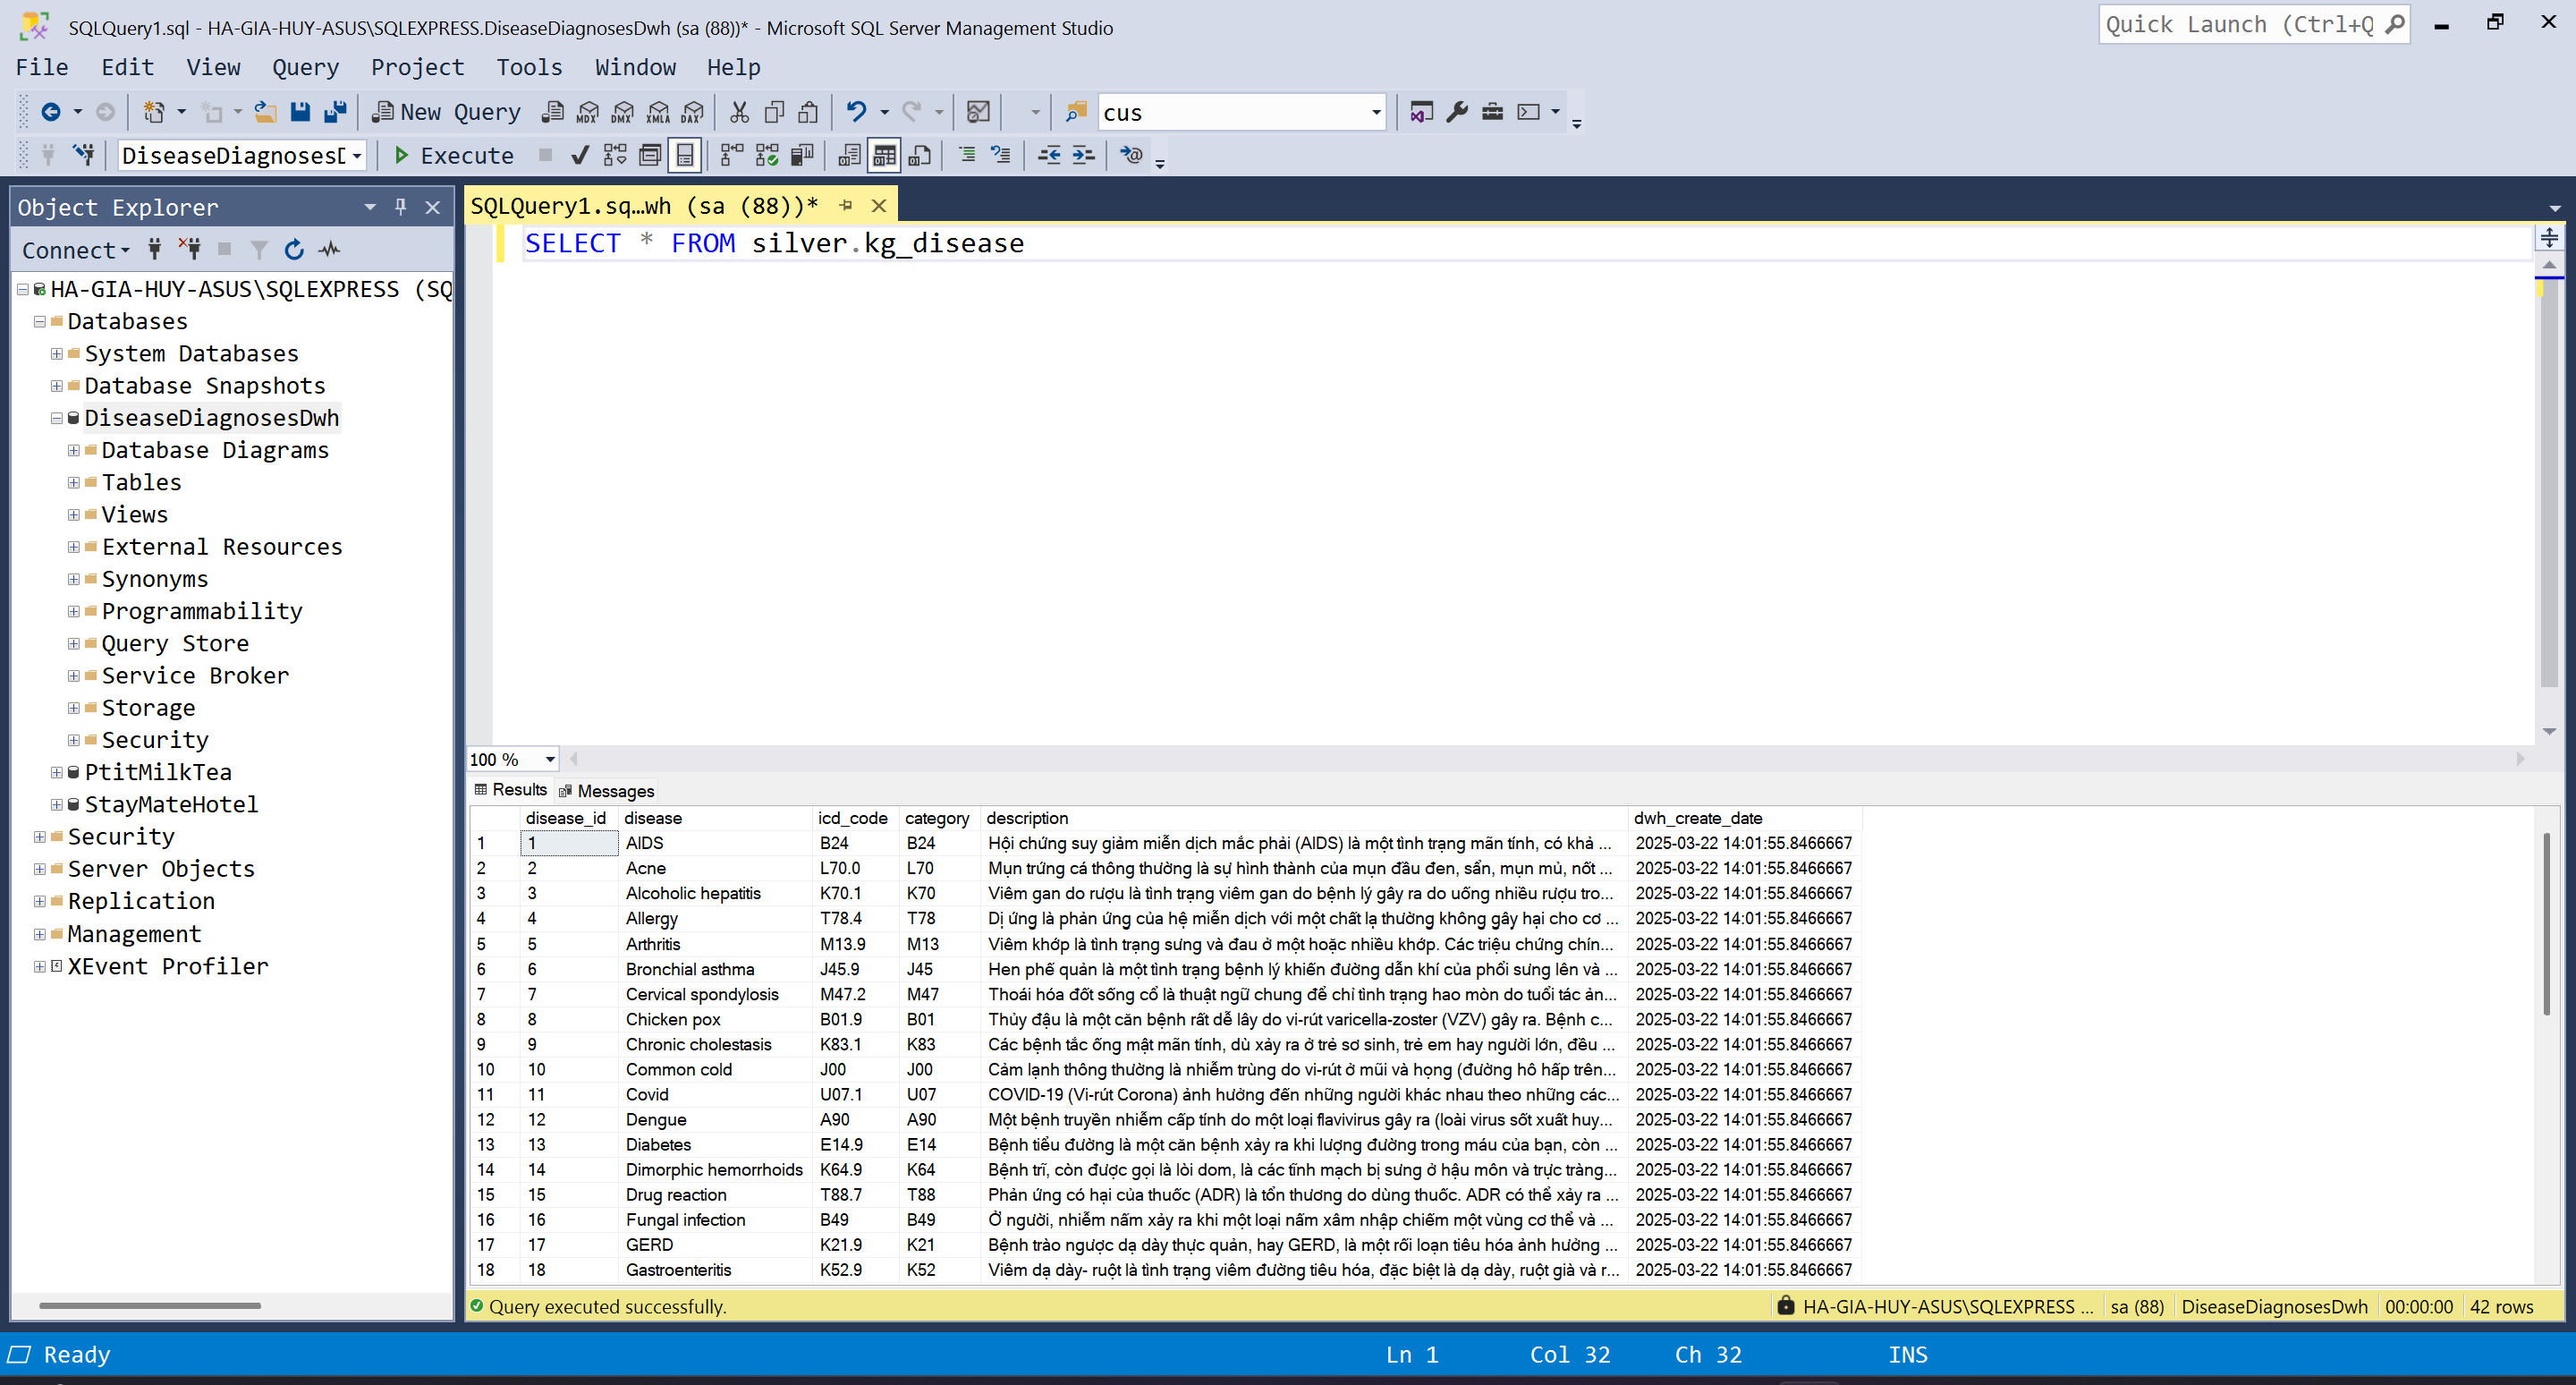 SQLQuery1.sql - HA-GIA-HUY-ASUS\SQLEXPRESS.DiseaseDiagnosesDwh (sa (88))* - Microsoft SQL Server Management Studio
Quick Launch (Ctrl+Q
File Edit View Query Project Tools Window Help
New Query MDX DMX XMLA DAX cus
DiseaseDiagnosesD Execute
Object Explorer
Connect
HA-GIA-HUY-ASUS\SQLEXPRESS (SQ
Databases
System Databases
Database Snapshots
DiseaseDiagnosesDwh
Database Diagrams
Tables
Views
External Resources
Synonyms
Programmability
Query Store
Service Broker
Storage
Security
PtitMilkTea
StayMateHotel
Security
Server Objects
Replication
Management
XEvent Profiler
SQLQuery1.sq...wh (sa (88))*
SELECT * FROM silver.kg_disease
100 %
Results Messages
disease_id disease icd_code category description dwh_create_date
1 1 AIDS B24 B24 Hội chứng suy giảm miễn dịch mắc phải (AIDS) là một tình trạng mãn tính, có khả ... 2025-03-22 14:01:55.8466667
2 2 Acne L70.0 L70 Mụn trứng cá thông thường là sự hình thành của mụn đầu đen, sẩn, mụn mủ, nốt ... 2025-03-22 14:01:55.8466667
3 3 Alcoholic hepatitis K70.1 K70 Viêm gan do rượu là tình trạng viêm gan do bệnh lý gây ra do uống nhiều rượu tro... 2025-03-22 14:01:55.8466667
4 4 Allergy T78.4 T78 Dị ứng là phản ứng của hệ miễn dịch với một chất lạ thường không gây hại cho cơ ... 2025-03-22 14:01:55.8466667
5 5 Arthritis M13.9 M13 Viêm khớp là tình trạng sưng và đau ở một hoặc nhiều khớp. Các triệu chứng chín... 2025-03-22 14:01:55.8466667
6 6 Bronchial asthma J45.9 J45 Hen phế quản là một tình trạng bệnh lý khiến đường dẫn khí của phổi sưng lên và ... 2025-03-22 14:01:55.8466667
7 7 Cervical spondylosis M47.2 M47 Thoái hóa đốt sống cổ là thuật ngữ chung để chỉ tình trạng hao mòn do tuổi tác ản... 2025-03-22 14:01:55.8466667
8 8 Chicken pox B01.9 B01 Thủy đậu là một căn bệnh rất dễ lây do vi-rút varicella-zoster (VZV) gây ra. Bệnh c... 2025-03-22 14:01:55.8466667
9 9 Chronic cholestasis K83.1 K83 Các bệnh tắc ống mật mãn tính, dù xảy ra ở trẻ sơ sinh, trẻ em hay người lớn, đều ... 2025-03-22 14:01:55.8466667
10 10 Common cold J00 J00 Cảm lạnh thông thường là nhiễm trùng do vi-rút ở mũi và họng (đường hô hấp trên... 2025-03-22 14:01:55.8466667
11 11 Covid U07.1 U07 COVID-19 (Vi-rút Corona) ảnh hưởng đến những người khác nhau theo những các... 2025-03-22 14:01:55.8466667
12 12 Dengue A90 A90 Một bệnh truyền nhiễm cấp tính do một loại flavivirus gây ra (loài virus sốt xuất huy... 2025-03-22 14:01:55.8466667
13 13 Diabetes E14.9 E14 Bệnh tiểu đường là một căn bệnh xảy ra khi lượng đường trong máu của bạn, còn ... 2025-03-22 14:01:55.8466667
14 14 Dimorphic hemorrhoids K64.9 K64 Bệnh trĩ, còn được gọi là lòi dom, là các tĩnh mạch bị sưng ở hậu môn và trực tràng... 2025-03-22 14:01:55.8466667
15 15 Drug reaction T88.7 T88 Phản ứng có hại của thuốc (ADR) là tổn thương do dùng thuốc. ADR có thể xảy ra ... 2025-03-22 14:01:55.8466667
16 16 Fungal infection B49 B49 Ở người, nhiễm nấm xảy ra khi một loại nấm xâm nhập chiếm một vùng cơ thể và ... 2025-03-22 14:01:55.8466667
17 17 GERD K21.9 K21 Bệnh trào ngược dạ dày thực quản, hay GERD, là một rối loạn tiêu hóa ảnh hưởng ... 2025-03-22 14:01:55.8466667
18 18 Gastroenteritis K52.9 K52 Viêm dạ dày- ruột là tình trạng viêm đường tiêu hóa, đặc biệt là dạ dày, ruột già và r... 2025-03-22 14:01:55.8466667
Query executed successfully. HA-GIA-HUY-ASUS\SQLEXPRESS ... sa (88) DiseaseDiagnosesDwh 00:00:00 42 rows
Ready Ln 1 Col 32 Ch 32 INS